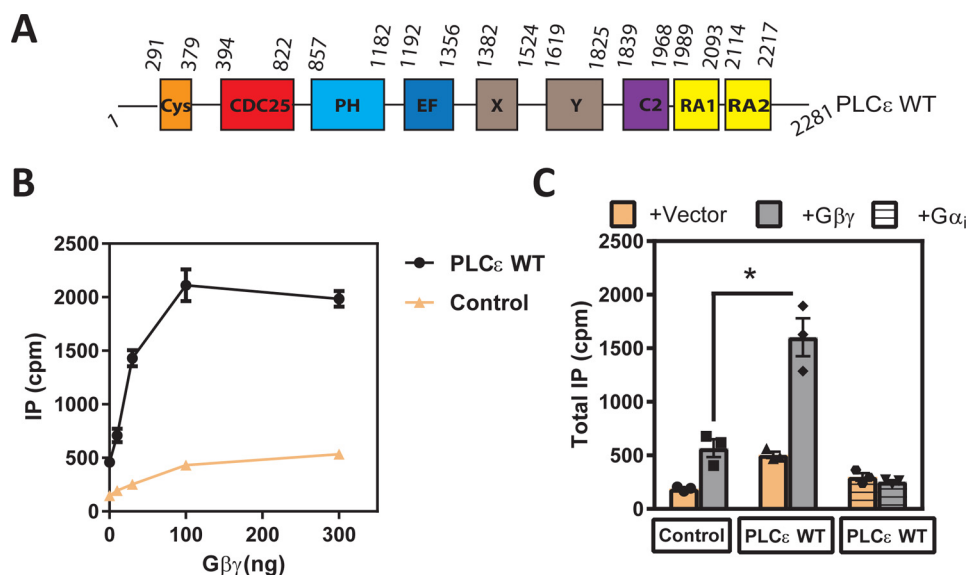 A
291 379 394 822 857 1182 1192 1356 1382 1524 1619 1825 1839 1968 1989 2093 2114 2217
Cys CDC25 PH EF X Y C2 RA1 RA2
1 2281 PLCε WT
B
2500
2000
1500
1000
500
0
IP (cpm)
0 100 200 300
Gβγ(ng)
PLCε WT
Control
C
+Vector +Gβγ +Gαi
2500
2000
1500
1000
500
0
Total IP (cpm)
*
Control PLCε WT PLCε WT